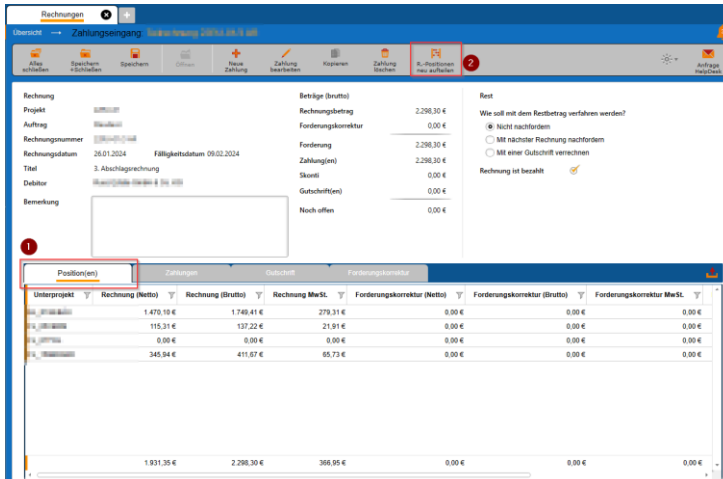 Rechnungen
Übersicht → Zahlungseingang:
Alles schließen
Speichern +Schließen
Speichern
Öffnen
Neue Zahlung
Zahlung bearbeiten
Kopieren
Zahlung löschen
R.-Positionen neu aufteilen
2
Anfrage HelpDesk
Rechnung
Beträge (brutto)
Rest
Projekt
Rechnungsbetrag 2.298,30 €
Wie soll mit dem Restbetrag verfahren werden?
Auftrag
Forderungskorrektur 0,00 €
Nicht nachfordern
Rechnungsnummer
Mit nächster Rechnung nachfordern
Rechnungsdatum 26.01.2024 Fälligkeitsdatum 09.02.2024
Forderung 2.298,30 €
Mit einer Gutschrift verrechnen
Titel 3. Abschlagsrechnung
Zahlung(en) 2.298,30 €
Rechnung ist bezahlt
Debitor
Skonti 0,00 €
Gutschrift(en) 0,00 €
Bemerkung
Noch offen 0,00 €
1
Position(en) Zahlungen Gutschrift Forderungskorrektur
Unterprojekt Rechnung (Netto) Rechnung (Brutto) Rechnung MwSt. Forderungskorrektur (Netto) Forderungskorrektur (Brutto) Forderungskorrektur MwSt.
1.470,10 € 1.749,41 € 279,31 € 0,00 € 0,00 € 0,00 €
115,31 € 137,22 € 21,91 € 0,00 € 0,00 € 0,00 €
0,00 € 0,00 € 0,00 € 0,00 € 0,00 € 0,00 €
345,94 € 411,67 € 65,73 € 0,00 € 0,00 € 0,00 €
1.931,35 € 2.298,30 € 366,95 € 0,00 € 0,00 € 0,00 €